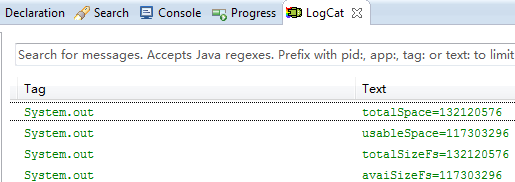 Declaration Search Console Progress LogCat
Search for messages. Accepts Java regexes. Prefix with pid:, app:, tag: or text: to limit
Tag Text
System.out totalSpace=132120576
System.out usableSpace=117303296
System.out totalSizeFs=132120576
System.out avaiSizeFs=117303296